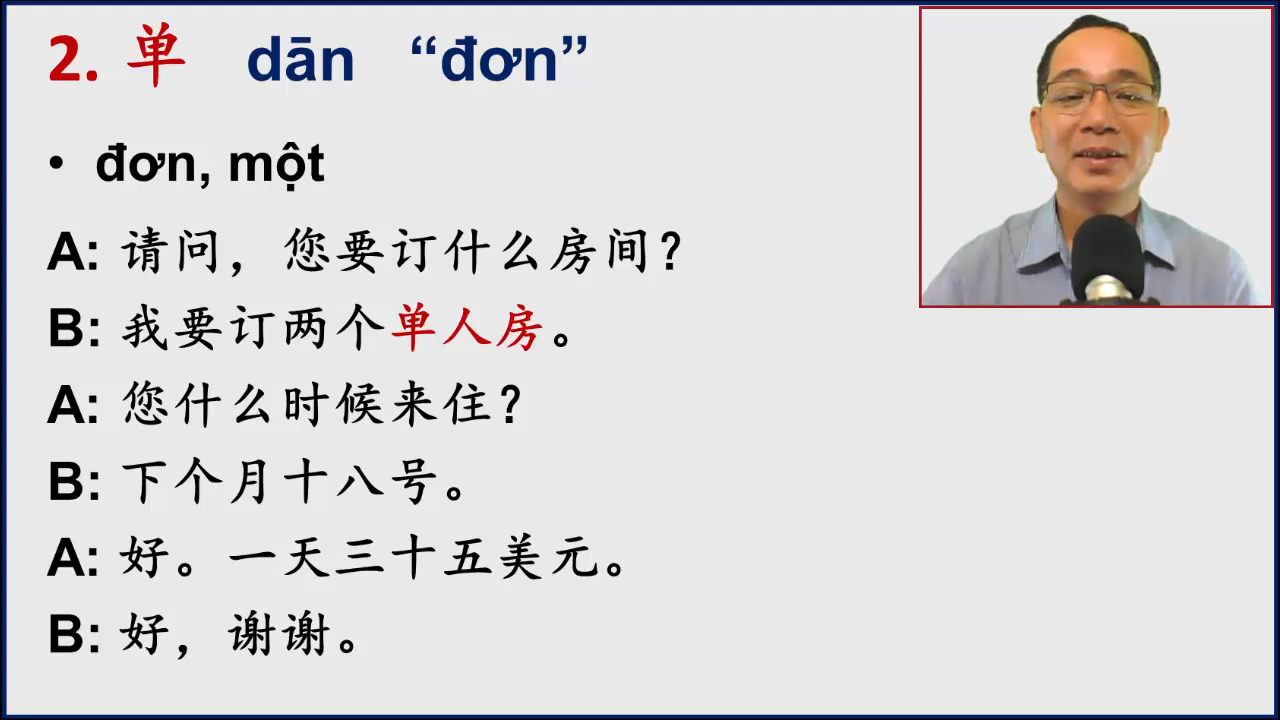 2. 单 dān “đơn”
• đơn, một
A: 请问，您要订什么房间？
B: 我要订两个单人房。
A: 您什么时候来住？
B: 下个月十八号。
A: 好。一天三十五美元。
B: 好，谢谢。